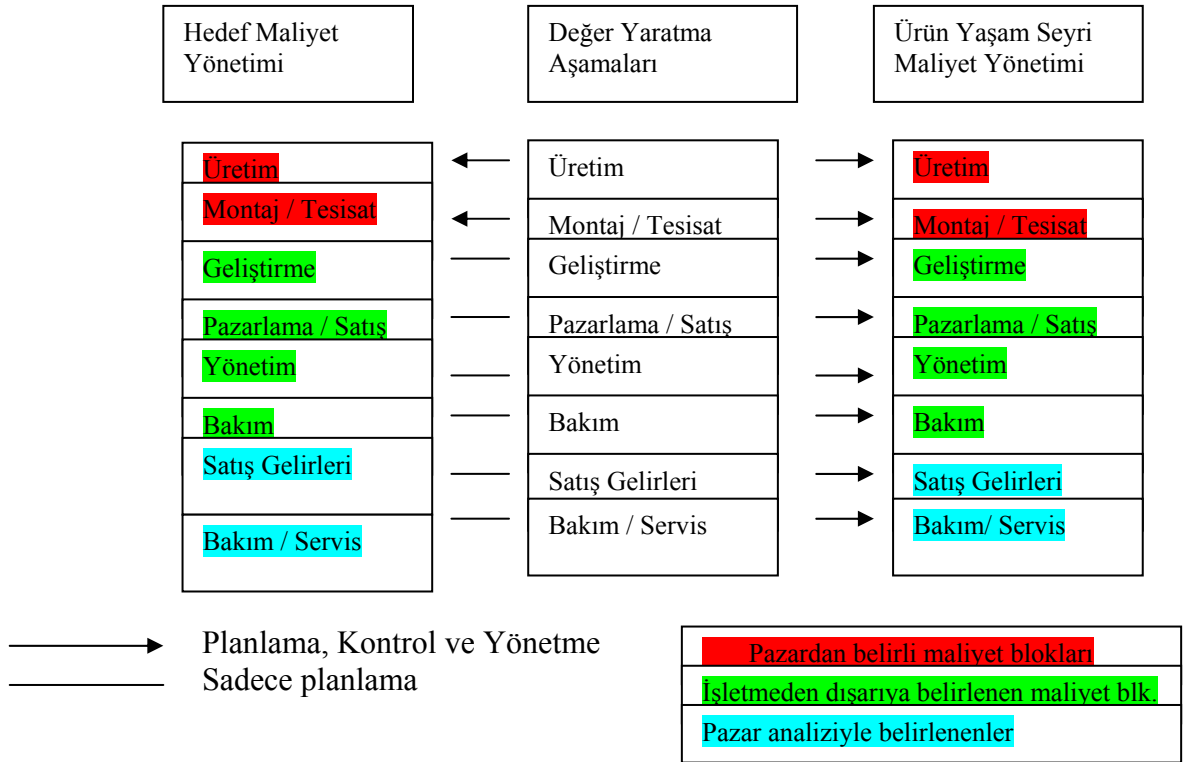 Hedef Maliyet
Yönetimi
Değer Yaratma
Aşamaları
Ürün Yaşam Seyri
Maliyet Yönetimi
Üretim
Montaj / Tesisat
Geliştirme
Pazarlama / Satış
Yönetim
Bakım
Satış Gelirleri
Bakım / Servis
Üretim
Montaj / Tesisat
Geliştirme
Pazarlama / Satış
Yönetim
Bakım
Satış Gelirleri
Bakım / Servis
Üretim
Montaj / Tesisat
Geliştirme
Pazarlama / Satış
Yönetim
Bakım
Satış Gelirleri
Bakım/ Servis
Planlama, Kontrol ve Yönetme
Sadece planlama
Pazardan belirli maliyet blokları
İşletmeden dışarıya belirlenen maliyet blk.
Pazar analiziyle belirlenenler